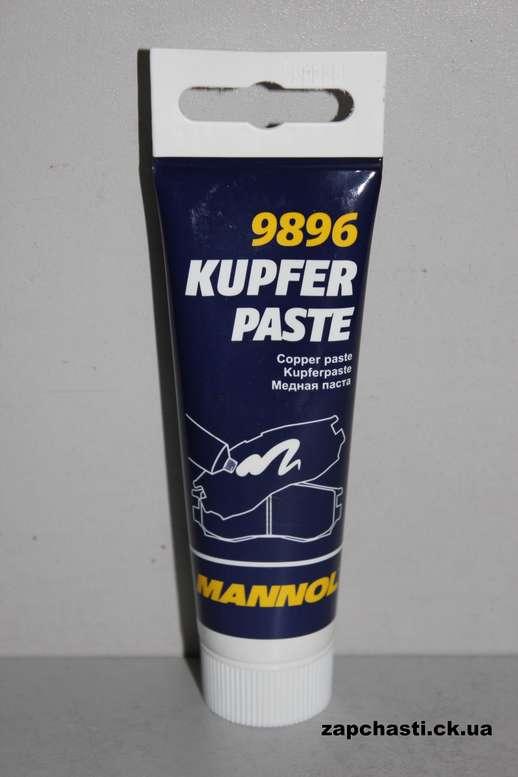 9896
KUPFER
PASTE
Copper paste
Kupferpaste
Медная паста
MANNOL
zapchasti.ck.ua